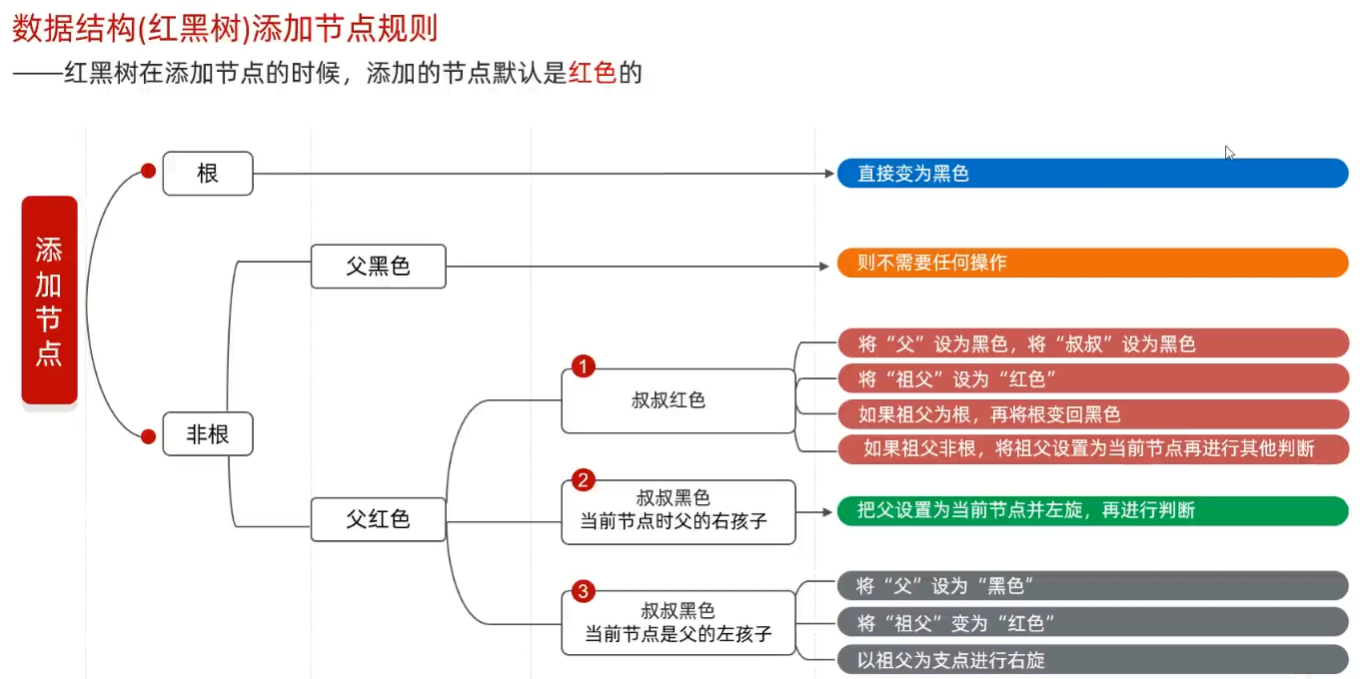 数据结构(红黑树)添加节点规则
——红黑树在添加节点的时候，添加的节点默认是红色的
添加节点
根
直接变为黑色
非根
父黑色
则不需要任何操作
父红色
1
叔叔红色
将“父”设为黑色，将“叔叔”设为黑色
将“祖父”设为“红色”
如果祖父为根，再将根变回黑色
如果祖父非根，将祖父设置为当前节点再进行其他判断
2
叔叔黑色
当前节点时父的右孩子
把父设置为当前节点并左旋，再进行判断
3
叔叔黑色
当前节点是父的左孩子
将“父”设为“黑色”
将“祖父”变为“红色”
以祖父为支点进行右旋